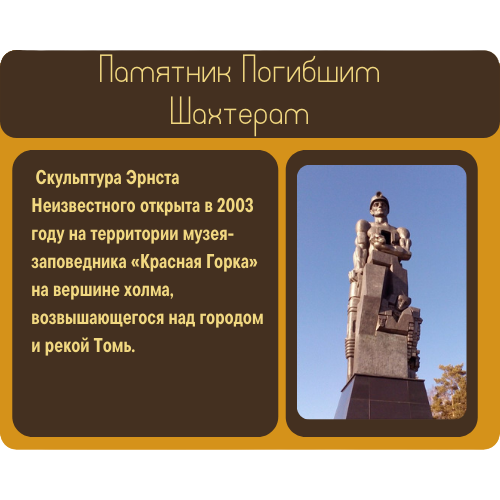 Памятник Погибшим
Шахтерам
Скульптура Эрнста
Неизвестного открыта в 2003
году на территории музея-
заповедника «Красная Горка»
на вершине холма,
возвышающегося над городом
и рекой Томь.